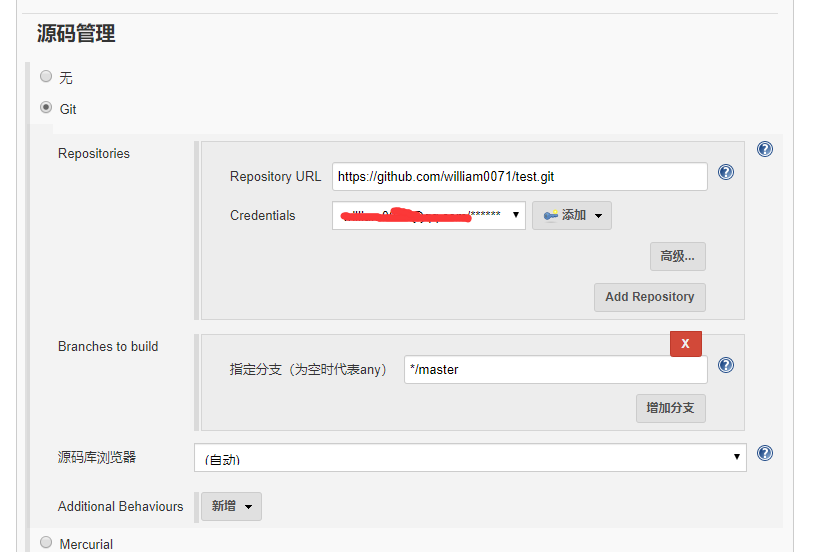 源码管理
无
Git
Repositories
Repository URL https://github.com/william0071/test.git
Credentials /****** 添加
高级...
Add Repository
Branches to build
X
指定分支（为空时代表any） */master
增加分支
源码库浏览器 (自动)
Additional Behaviours 新增
Mercurial